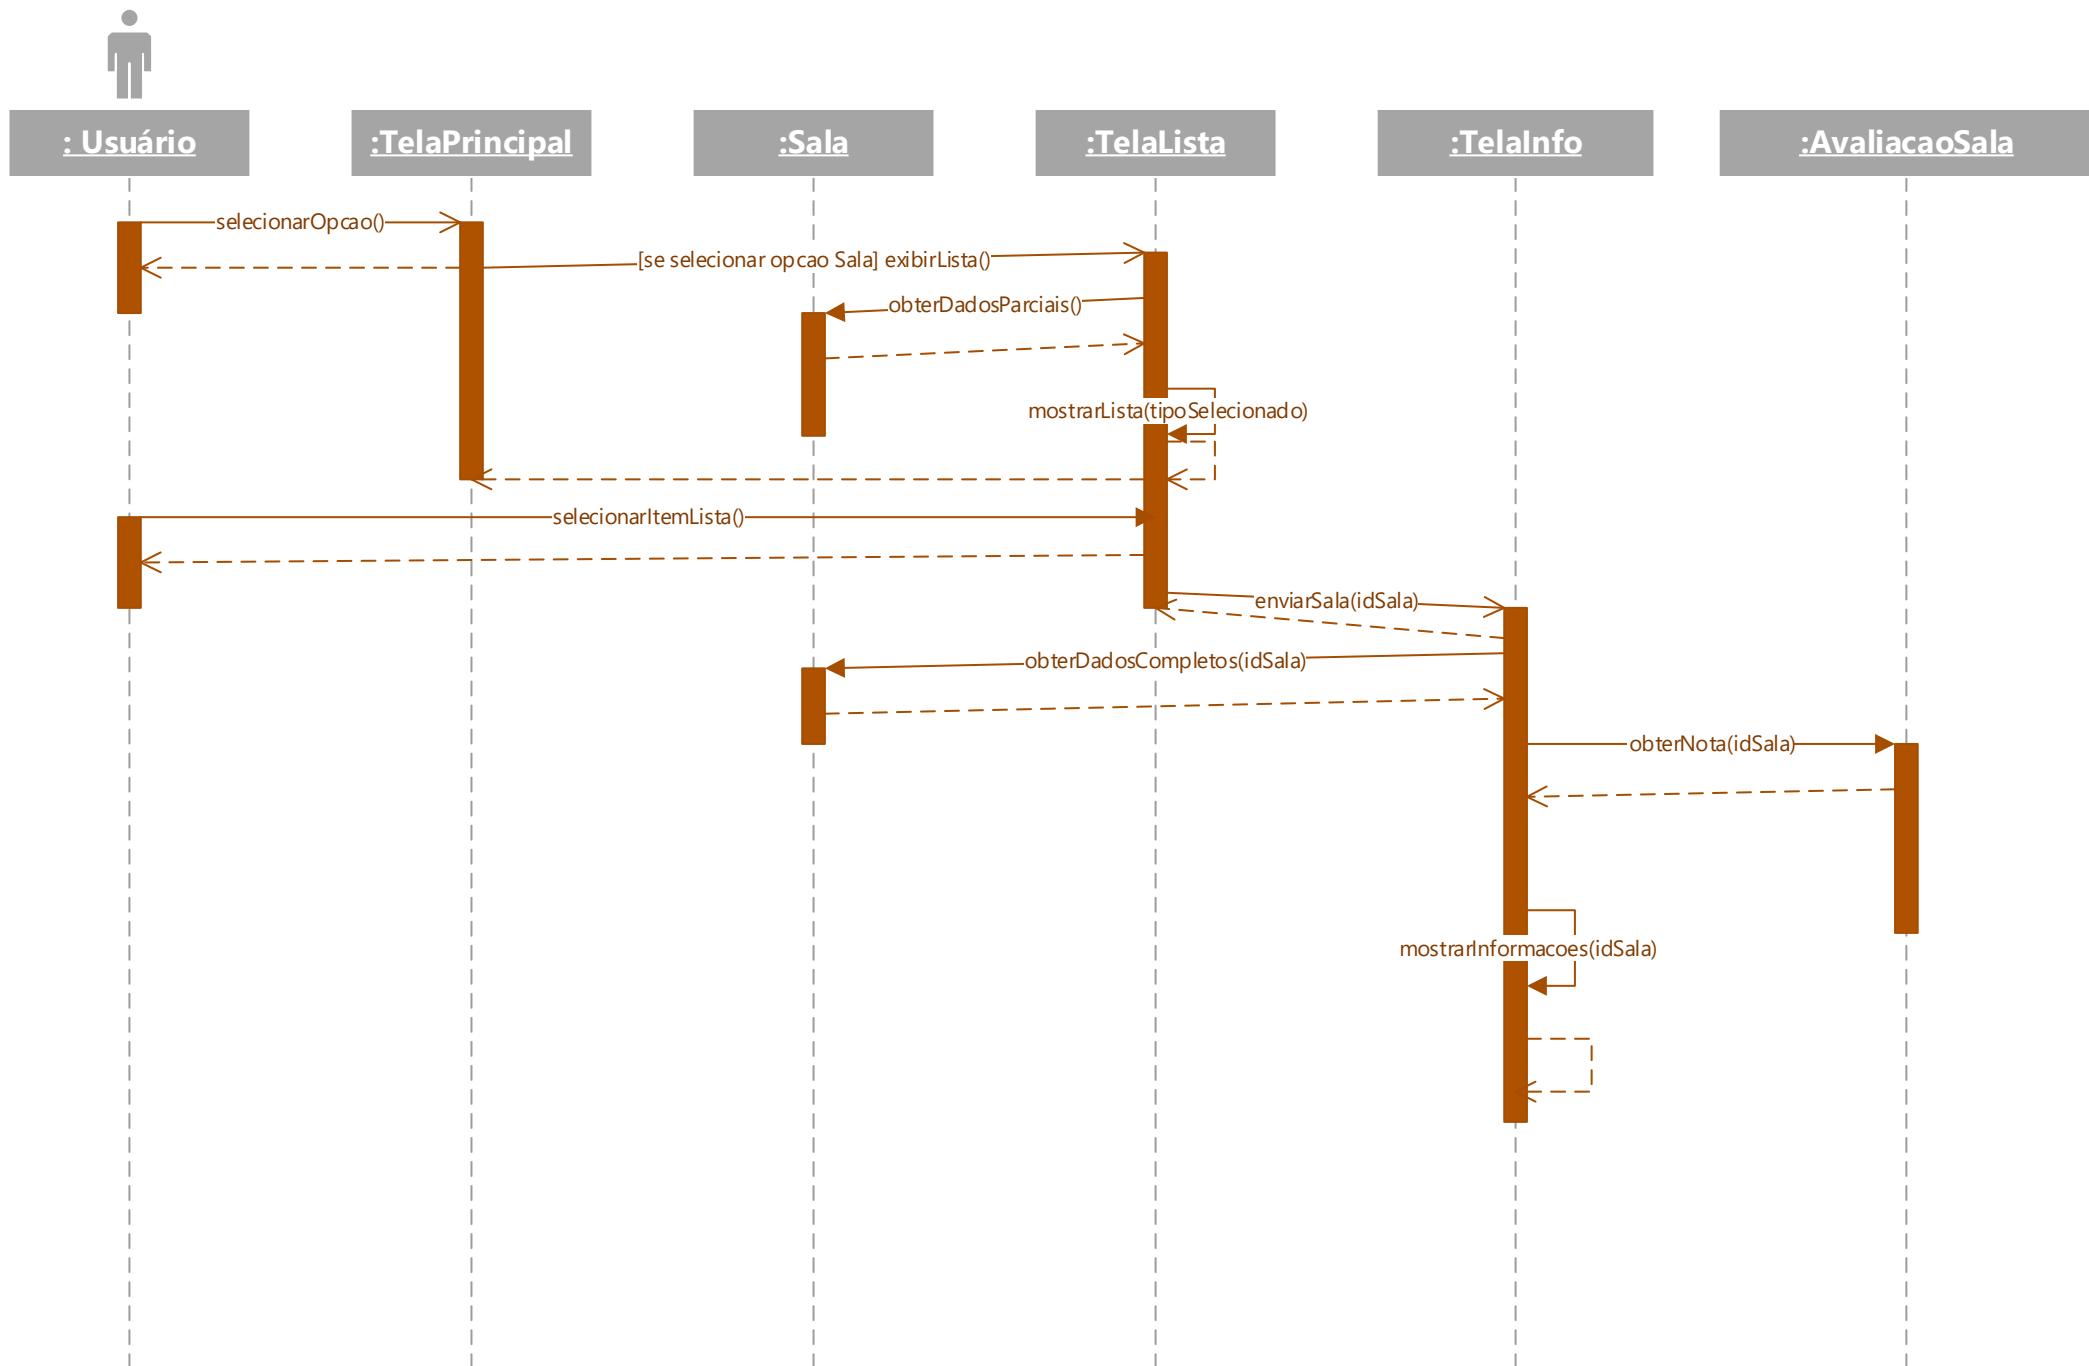 : Usuário
:TelaPrincipal
:Sala
:TelaLista
:TelaInfo
:AvaliacaoSala
selecionarOpcao()
[se selecionar opcao Sala] exibirLista()
obterDadosParciais()
mostrarLista(tipoSelecionado)
selecionarItemLista()
enviarSala(idSala)
obterDadosCompletos(idSala)
obterNota(idSala)
mostrarInformacoes(idSala)